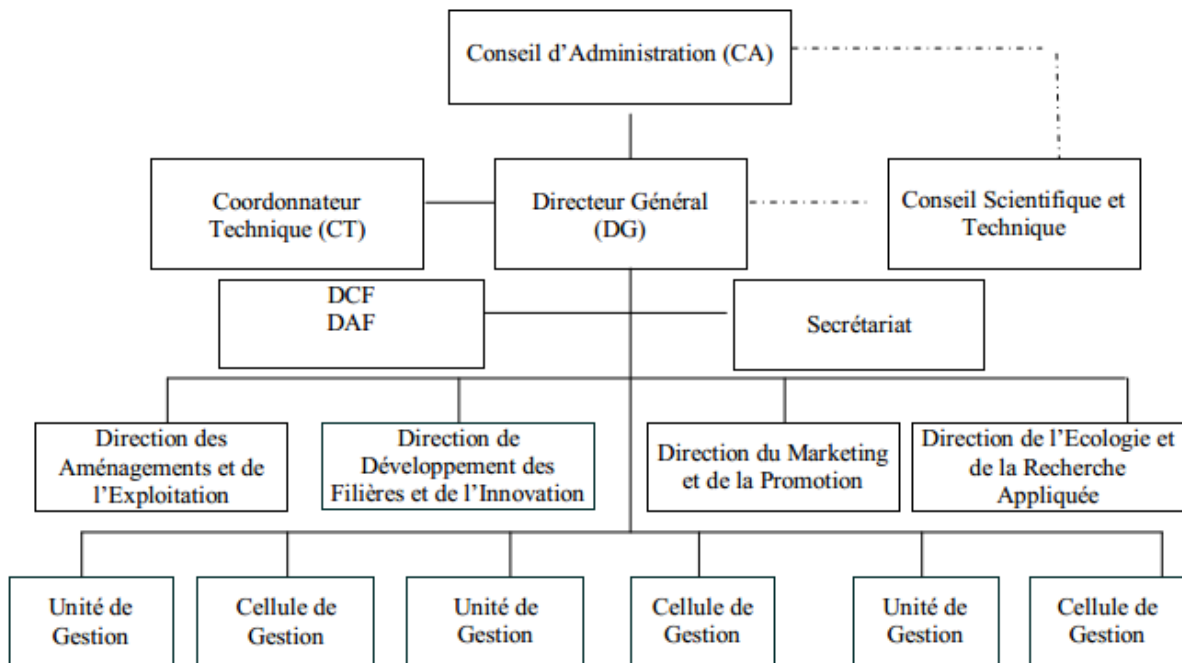 Conseil d’Administration (CA)
Coordonnateur
Technique (CT)
Directeur Général
(DG)
Conseil Scientifique et
Technique
DCF
DAF
Secrétariat
Direction des
Aménagements et de
l’Exploitation
Direction de
Développement des
Filières et de l’Innovation
Direction du Marketing
et de la Promotion
Direction de l’Ecologie et
de la Recherche
Appliquée
Unité de
Gestion
Cellule de
Gestion
Unité de
Gestion
Cellule de
Gestion
Unité de
Gestion
Cellule de
Gestion